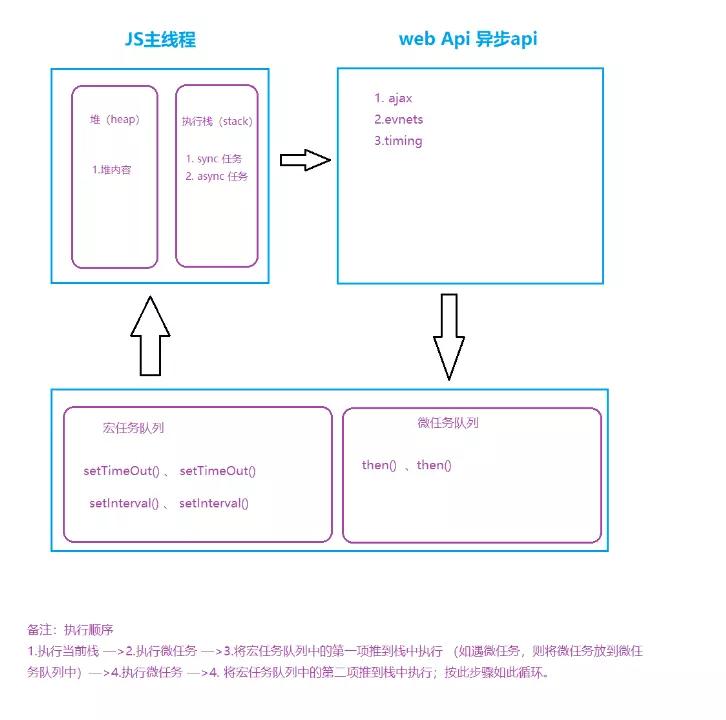 JS主线程
web Api 异步api
堆（heap）
1.堆内容
执行栈（stack）
1. sync 任务
2. async 任务
1. ajax
2.evnets
3.timing
宏任务队列
setTimeOut() 、 setTimeOut()
setInterval() 、 setInterval()
微任务队列
then() 、then()
备注：执行顺序
1.执行当前栈 —>2.执行微任务 —>3.将宏任务队列中的第一项推到栈中执行 （如遇微任务，则将微任务放到微任
务队列中）—>4.执行微任务 —>4. 将宏任务队列中的第二项推到栈中执行；按此步骤如此循环。